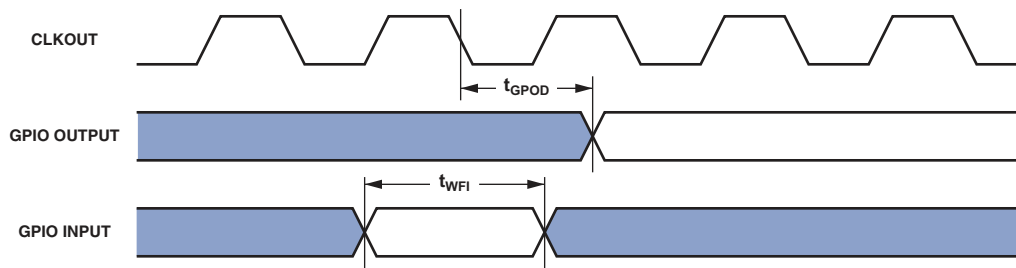 CLKOUT
tGPOD
GPIO OUTPUT
tWFI
GPIO INPUT